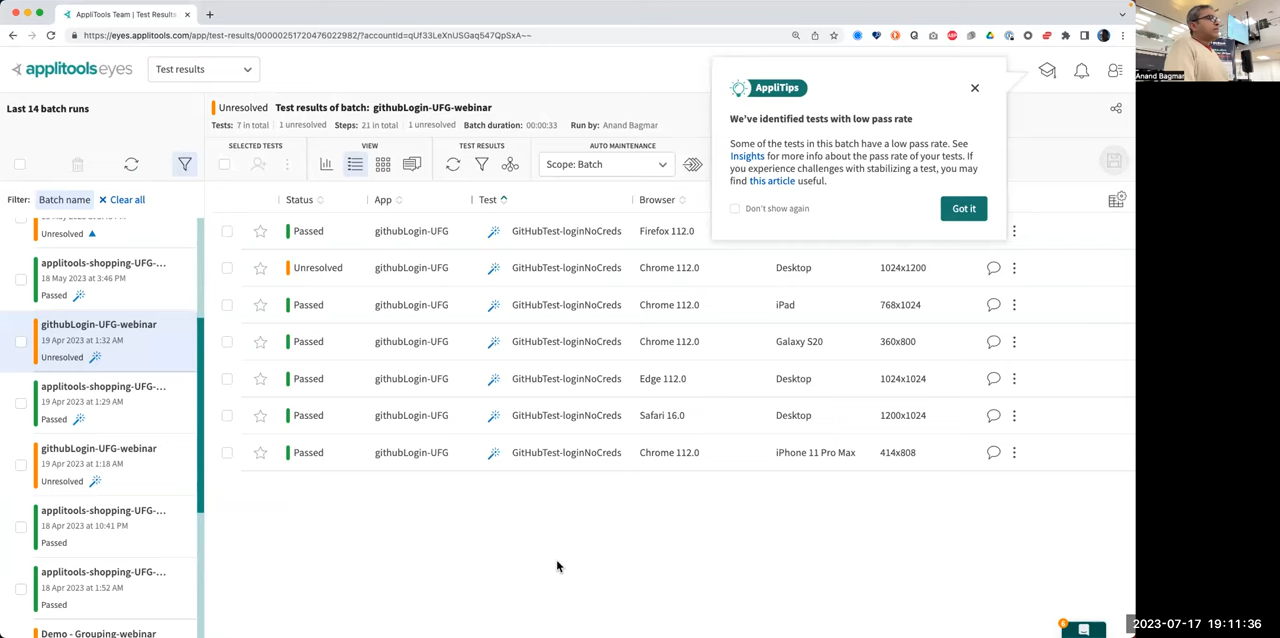 AppliTools Team | Test Results
https://eyes.applitools.com/app/test-results/00000251720476022982/?accountId=qUf33LeXnUSGaq547QpSxA~~
Anand Bagmar
applitools eyes
Test results
AppliTips
We've identified tests with low pass rate
Some of the tests in this batch have a low pass rate. See
Insights for more info about the pass rate of your tests. If
you experience challenges with stabilizing a test, you may
find this article useful.
Don't show again
Got it
Last 14 batch runs
Unresolved Test results of batch: githubLogin-UFG-webinar
Tests: 7 in total | 1 unresolved Steps: 21 in total | 1 unresolved Batch duration: 00:00:33 Run by: Anand Bagmar
SELECTED TESTS VIEW TEST RESULTS AUTO MAINTENANCE
Scope: Batch
Filter: Batch name Clear all
Status App Test Browser
Unresolved
applitools-shopping-UFG-...
18 May 2023 at 3:46 PM
Passed
githubLogin-UFG-webinar
19 Apr 2023 at 1:32 AM
Unresolved
applitools-shopping-UFG-...
19 Apr 2023 at 1:29 AM
Passed
githubLogin-UFG-webinar
19 Apr 2023 at 1:18 AM
Unresolved
applitools-shopping-UFG-...
18 Apr 2023 at 10:41 PM
Passed
applitools-shopping-UFG-...
18 Apr 2023 at 1:52 AM
Passed
Demo - Grouping-webinar
Passed githubLogin-UFG GitHubTest-loginNoCreds Firefox 112.0
Unresolved githubLogin-UFG GitHubTest-loginNoCreds Chrome 112.0 Desktop 1024x1200
Passed githubLogin-UFG GitHubTest-loginNoCreds Chrome 112.0 iPad 768x1024
Passed githubLogin-UFG GitHubTest-loginNoCreds Chrome 112.0 Galaxy S20 360x800
Passed githubLogin-UFG GitHubTest-loginNoCreds Edge 112.0 Desktop 1024x1024
Passed githubLogin-UFG GitHubTest-loginNoCreds Safari 16.0 Desktop 1200x1024
Passed githubLogin-UFG GitHubTest-loginNoCreds Chrome 112.0 iPhone 11 Pro Max 414x808
2023-07-17 19:11:36